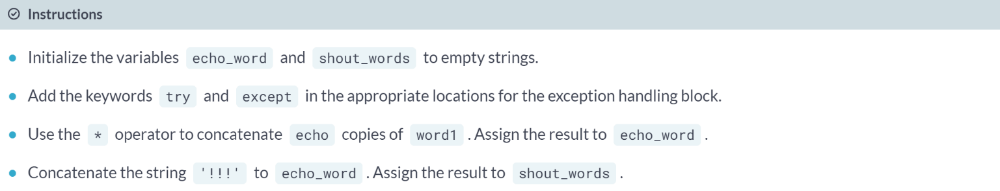 Instructions
Initialize the variables echo_word and shout_words to empty strings.
Add the keywords try and except in the appropriate locations for the exception handling block.
Use the * operator to concatenate echo copies of word1 . Assign the result to echo_word .
Concatenate the string '!!!' to echo_word . Assign the result to shout_words .